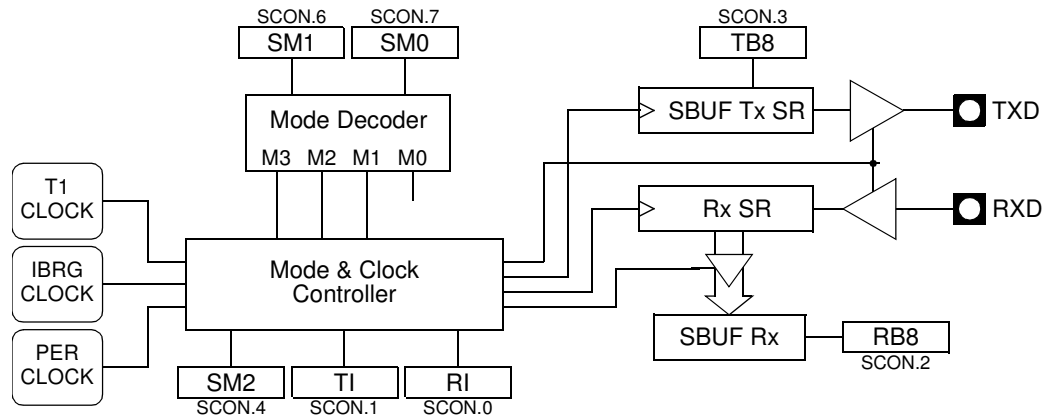 SCON.6 SCON.7 SCON.3
SM1 SM0 TB8
Mode Decoder
M3 M2 M1 M0
SBUF Tx SR
TXD
T1
CLOCK
Rx SR
RXD
IBRG
CLOCK
Mode & Clock
Controller
PER
CLOCK
SBUF Rx
RB8
SCON.2
SM2 TI RI
SCON.4 SCON.1 SCON.0